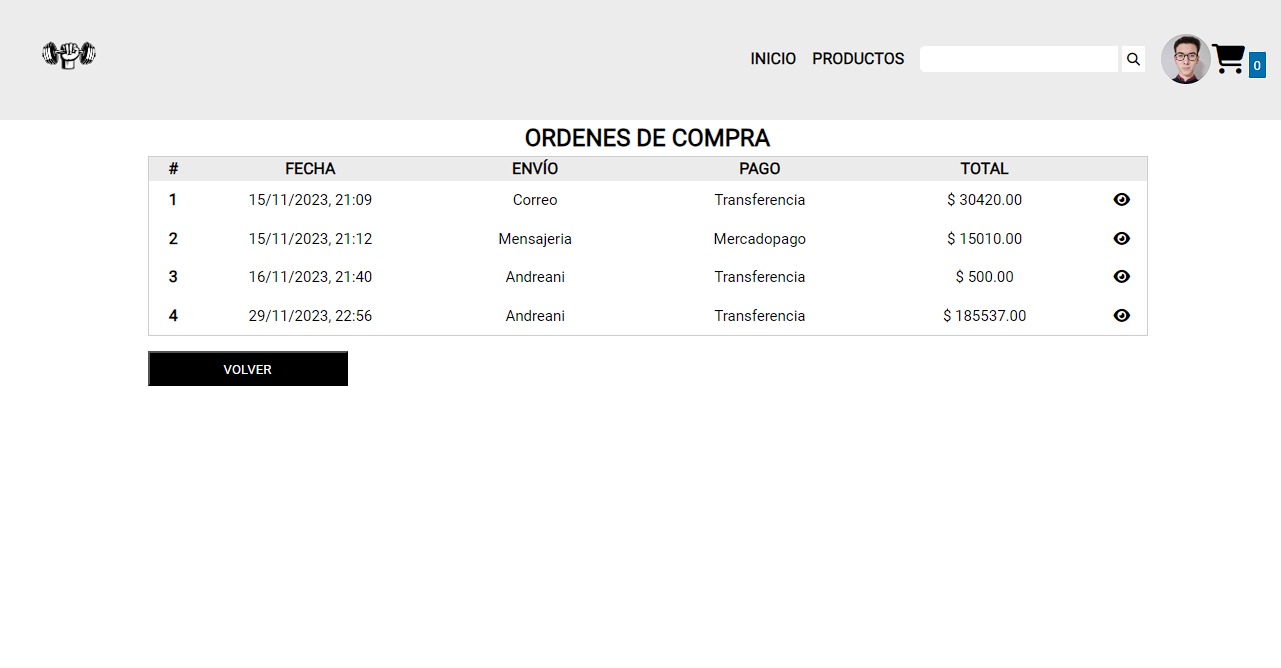 INICIO PRODUCTOS 0
ORDENES DE COMPRA
# FECHA ENVÍO PAGO TOTAL
1 15/11/2023, 21:09 Correo Transferencia $ 30420.00
2 15/11/2023, 21:12 Mensajeria Mercadopago $ 15010.00
3 16/11/2023, 21:40 Andreani Transferencia $ 500.00
4 29/11/2023, 22:56 Andreani Transferencia $ 185537.00
VOLVER